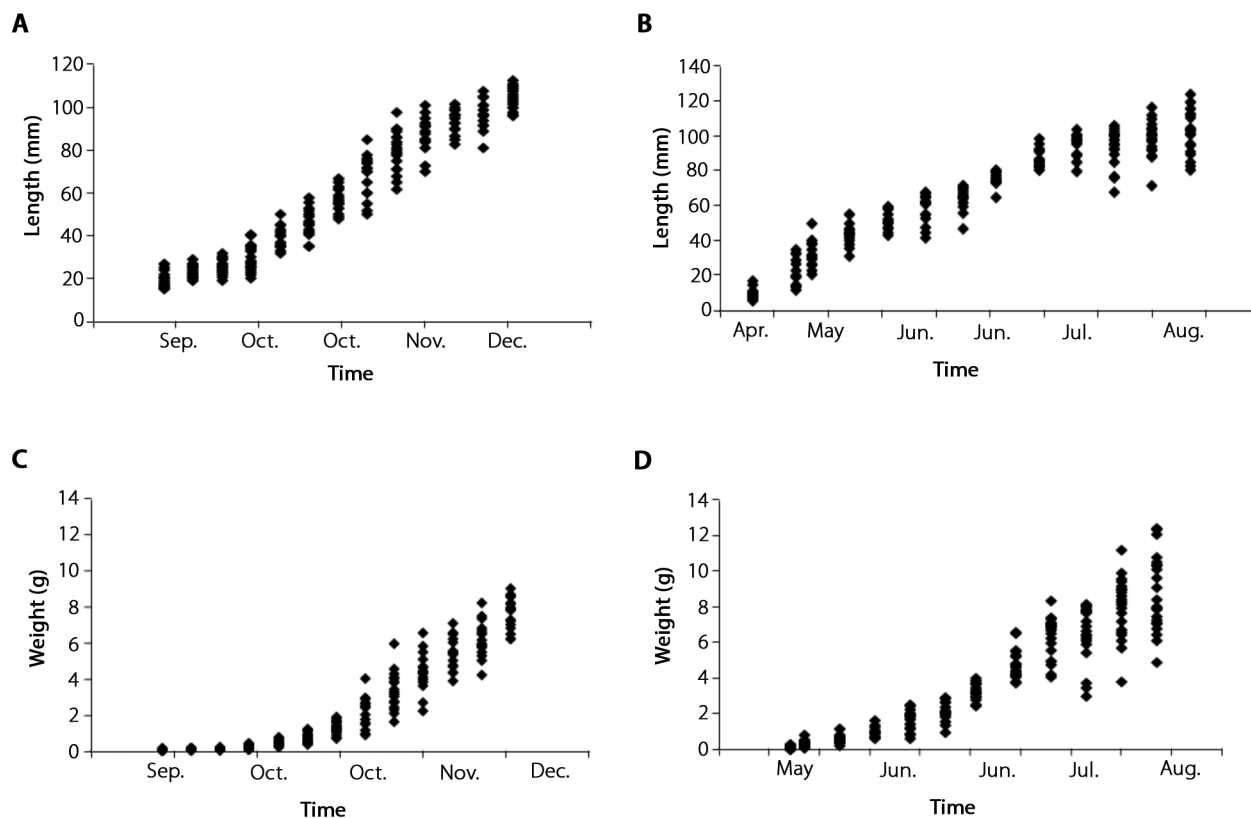 A
Length (mm)
120
100
80
60
40
20
0
Sep. Oct. Oct. Nov. Dec.
Time
B
Length (mm)
140
120
100
80
60
40
20
0
Apr. May Jun. Jun. Jul. Aug.
Time
C
Weight (g)
14
12
10
8
6
4
2
0
Sep. Oct. Oct. Nov. Dec.
Time
D
Weight (g)
14
12
10
8
6
4
2
0
May Jun. Jun. Jul. Aug.
Time